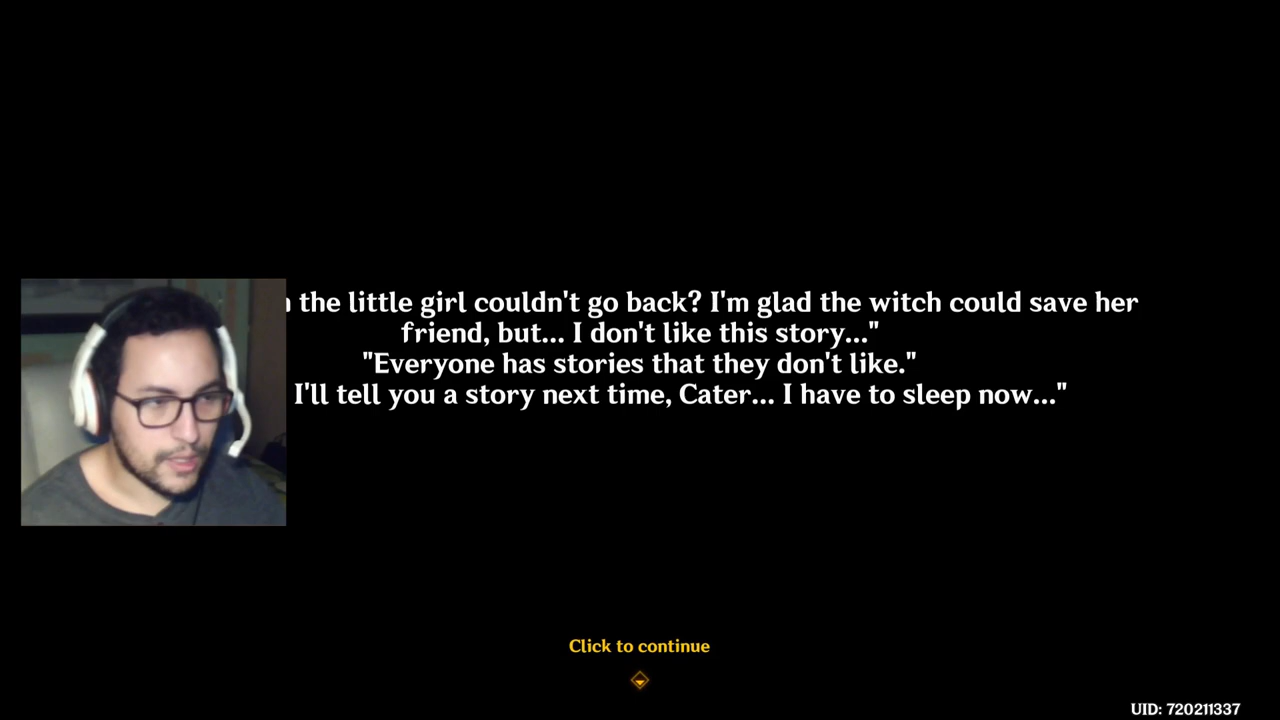 the little girl couldn't go back? I'm glad the witch could save her
friend, but... I don't like this story..."
"Everyone has stories that they don't like."
I'll tell you a story next time, Cater... I have to sleep now..."
Click to continue
UID: 720211337